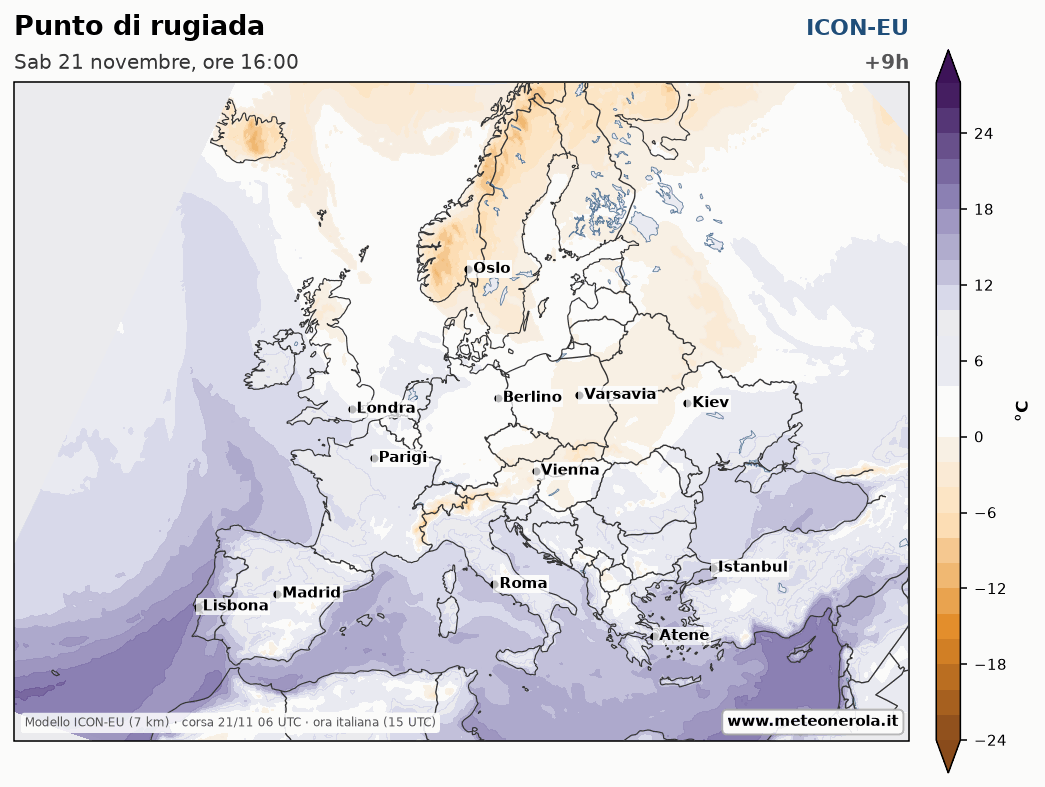 Punto di rugiada
ICON-EU
Sab 21 novembre, ore 16:00
+9h
24
18
12
6
0
−6
−12
−18
−24
°C
Oslo
Berlino
Varsavia
Kiev
Londra
Parigi
Vienna
Istanbul
Roma
Madrid
Lisbona
Atene
Modello ICON-EU (7 km) · corsa 21/11 06 UTC · ora italiana (15 UTC)
www.meteonerola.it